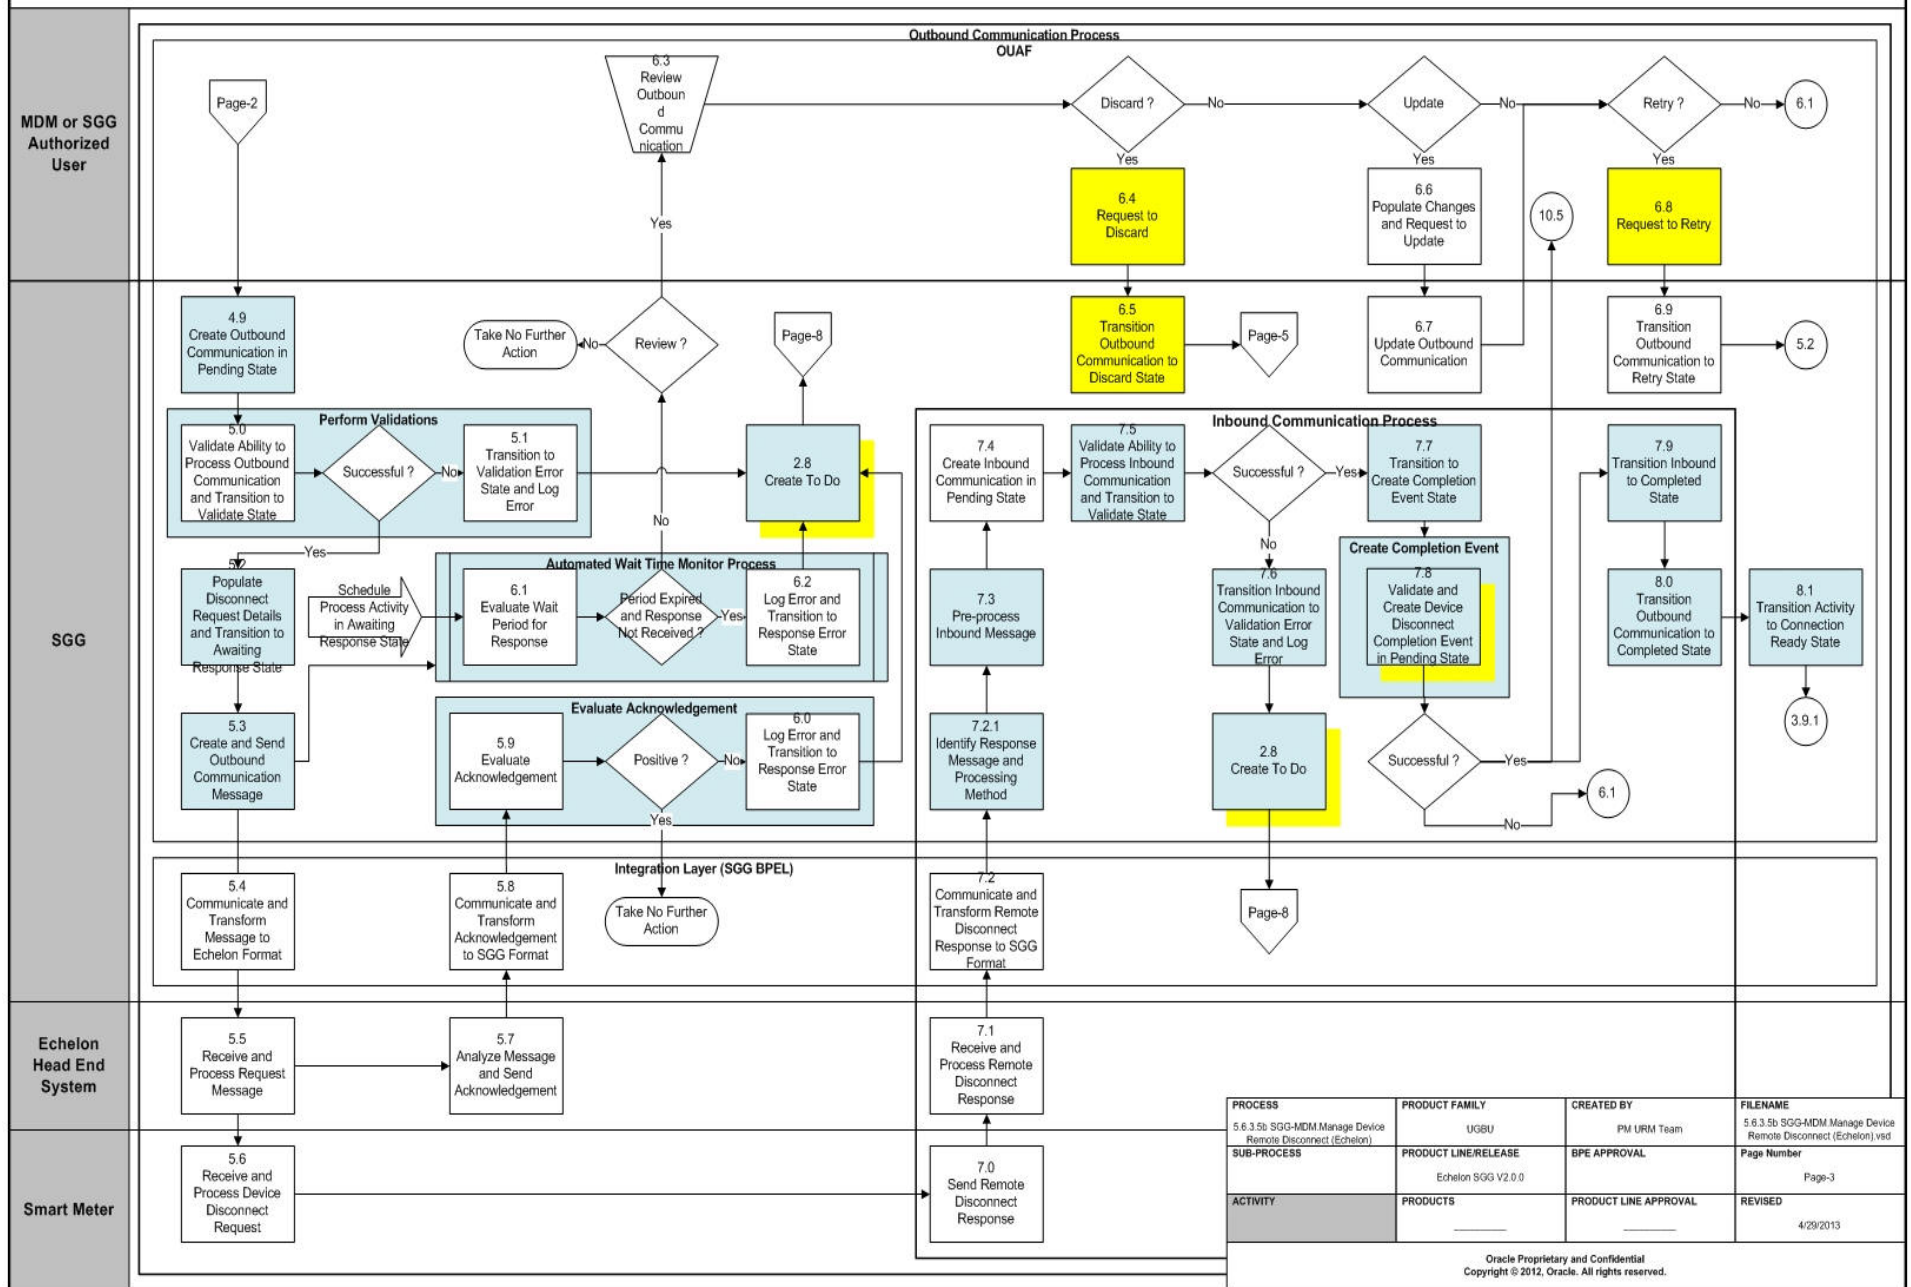 Outbound Communication Process
OUAF
MDM or SGG
Authorized
User
Page-2
6.3
Review
Outboun
d
Commu
nication
Discard ?
No
Update
No
Retry ?
No
6.1
Yes
Yes
Yes
Yes
6.4
Request to
Discard
6.6
Populate Changes
and Request to
Update
10.5
6.8
Request to Retry
SGG
4.9
Create Outbound
Communication in
Pending State
Take No Further
Action
No
Review ?
Page-8
6.5
Transition
Outbound
Communication to
Discard State
Page-5
6.7
Update Outbound
Communication
6.9
Transition
Outbound
Communication to
Retry State
5.2
Perform Validations
5.0
Validate Ability to
Process Outbound
Communication
and Transition to
Validate State
Successful ?
No
5.1
Transition to
Validation Error
State and Log
Error
2.8
Create To Do
Yes
No
5.2
Populate
Disconnect
Request Details
and Transition to
Awaiting
Response State
Schedule
Process Activity
in Awaiting
Response State
Automated Wait Time Monitor Process
6.1
Evaluate Wait
Period for
Response
Period Expired
and Response
Not Received ?
Yes
6.2
Log Error and
Transition to
Response Error
State
5.3
Create and Send
Outbound
Communication
Message
Evaluate Acknowledgement
5.9
Evaluate
Acknowledgement
Positive ?
No
6.0
Log Error and
Transition to
Response Error
State
Yes
Inbound Communication Process
7.4
Create Inbound
Communication in
Pending State
7.5
Validate Ability to
Process Inbound
Communication
and Transition to
Validate State
Successful ?
Yes
7.7
Transition to
Create Completion
Event State
7.9
Transition Inbound
to Completed
State
No
7.3
Pre-process
Inbound Message
7.6
Transition Inbound
Communication to
Validation Error
State and Log
Error
Create Completion Event
7.8
Validate and
Create Device
Disconnect
Completion Event
in Pending State
8.0
Transition
Outbound
Communication to
Completed State
8.1
Transition Activity
to Connection
Ready State
7.2.1
Identify Response
Message and
Processing
Method
2.8
Create To Do
Successful ?
Yes
No
6.1
3.9.1
Integration Layer (SGG BPEL)
5.4
Communicate and
Transform
Message to
Echelon Format
5.8
Communicate and
Transform
Acknowledgement
to SGG Format
Take No Further
Action
7.2
Communicate and
Transform Remote
Disconnect
Response to SGG
Format
Page-8
Echelon
Head End
System
5.5
Receive and
Process Request
Message
5.7
Analyze Message
and Send
Acknowledgement
7.1
Receive and
Process Remote
Disconnect
Response
Smart Meter
5.6
Receive and
Process Device
Disconnect
Request
7.0
Send Remote
Disconnect
Response
PROCESS
5.6.3.5b SGG-MDM.Manage Device
Remote Disconnect (Echelon)
PRODUCT FAMILY
UGBU
CREATED BY
PM URM Team
FILENAME
5.6.3.5b SGG-MDM.Manage Device
Remote Disconnect (Echelon).vsd
SUB-PROCESS
PRODUCT LINE/RELEASE
Echelon SGG V2.0.0
BPE APPROVAL
Page Number
Page-3
ACTIVITY
PRODUCTS
PRODUCT LINE APPROVAL
REVISED
4/29/2013
Oracle Proprietary and Confidential
Copyright © 2012, Oracle. All rights reserved.